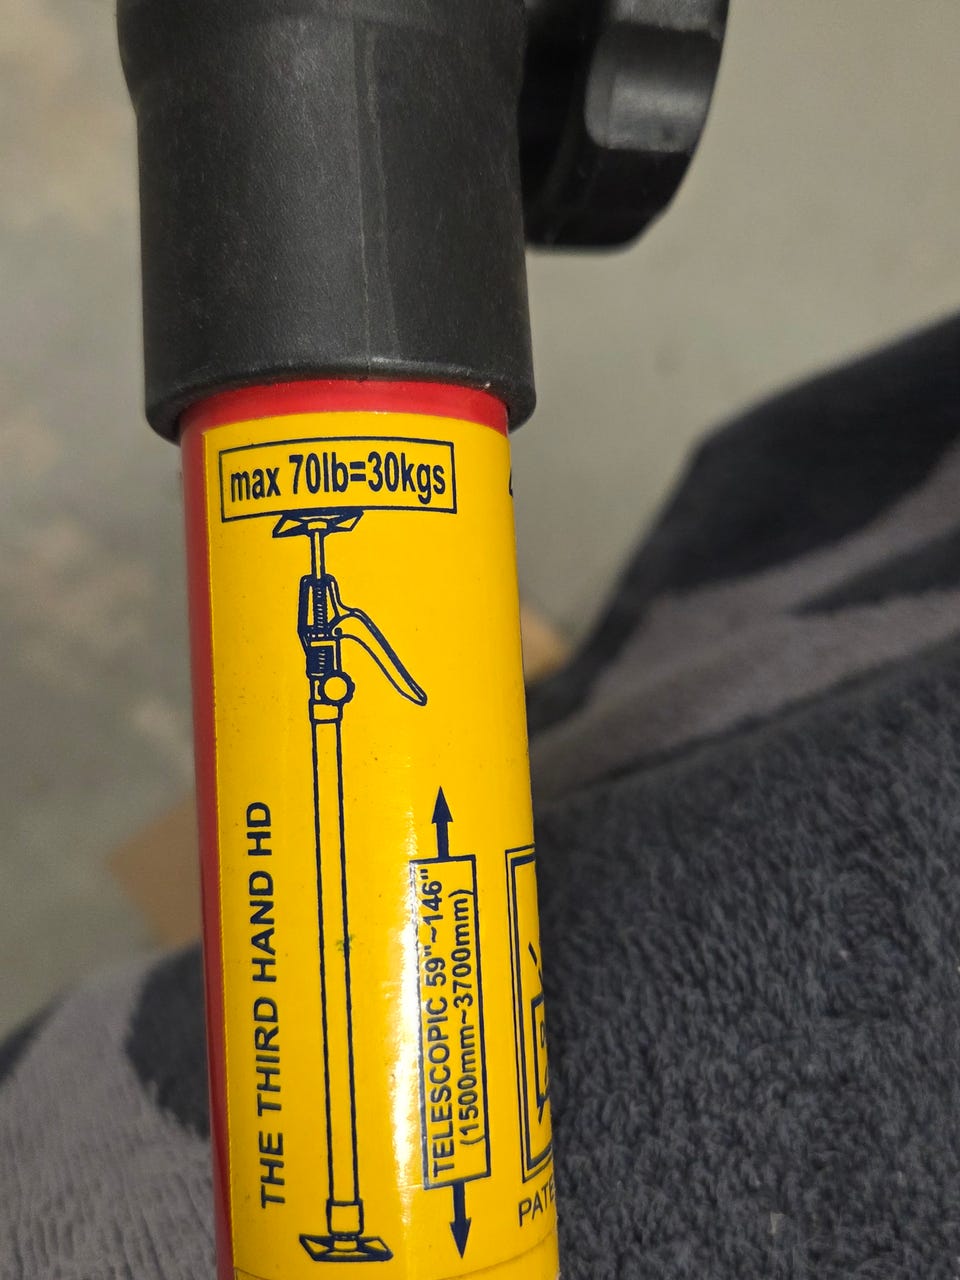 max 70lb=30kgs
THE THIRD HAND HD
TELESCOPIC 59"~146"
(1500mm~3700mm)